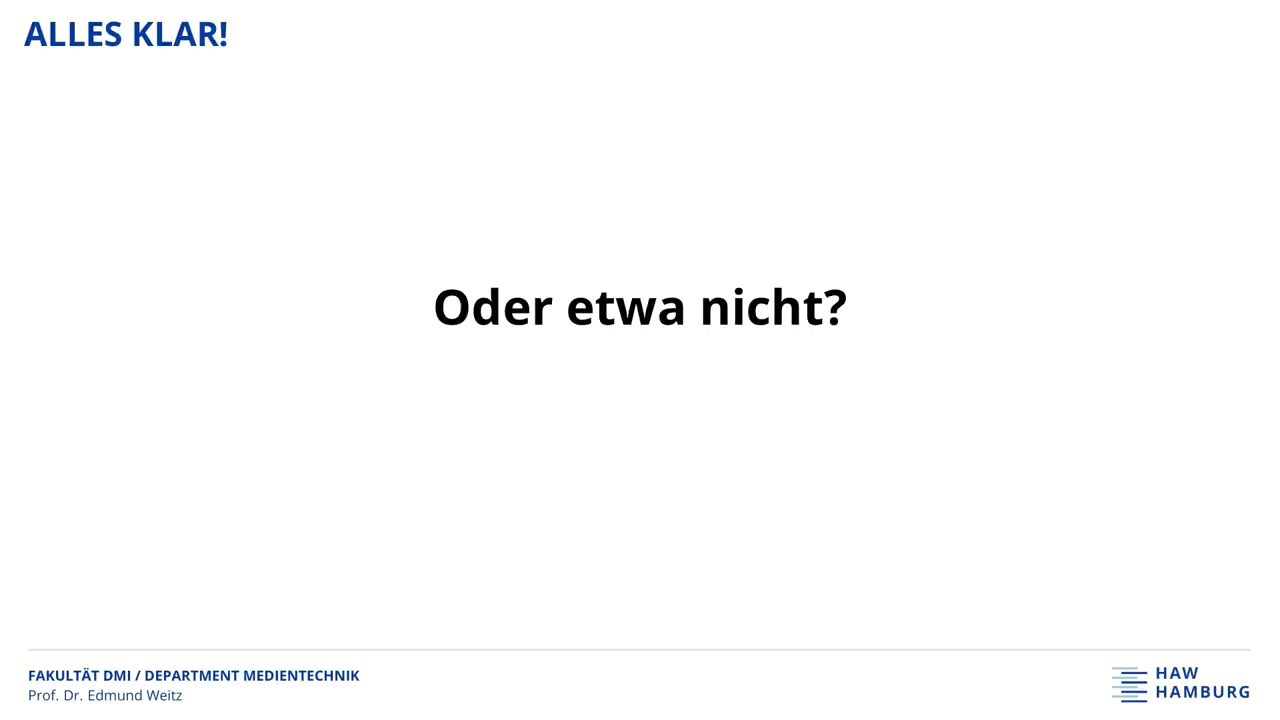 ALLES KLAR!
Oder etwa nicht?
FAKULTÄT DMI / DEPARTMENT MEDIENTECHNIK
Prof. Dr. Edmund Weitz
HAW
HAMBURG